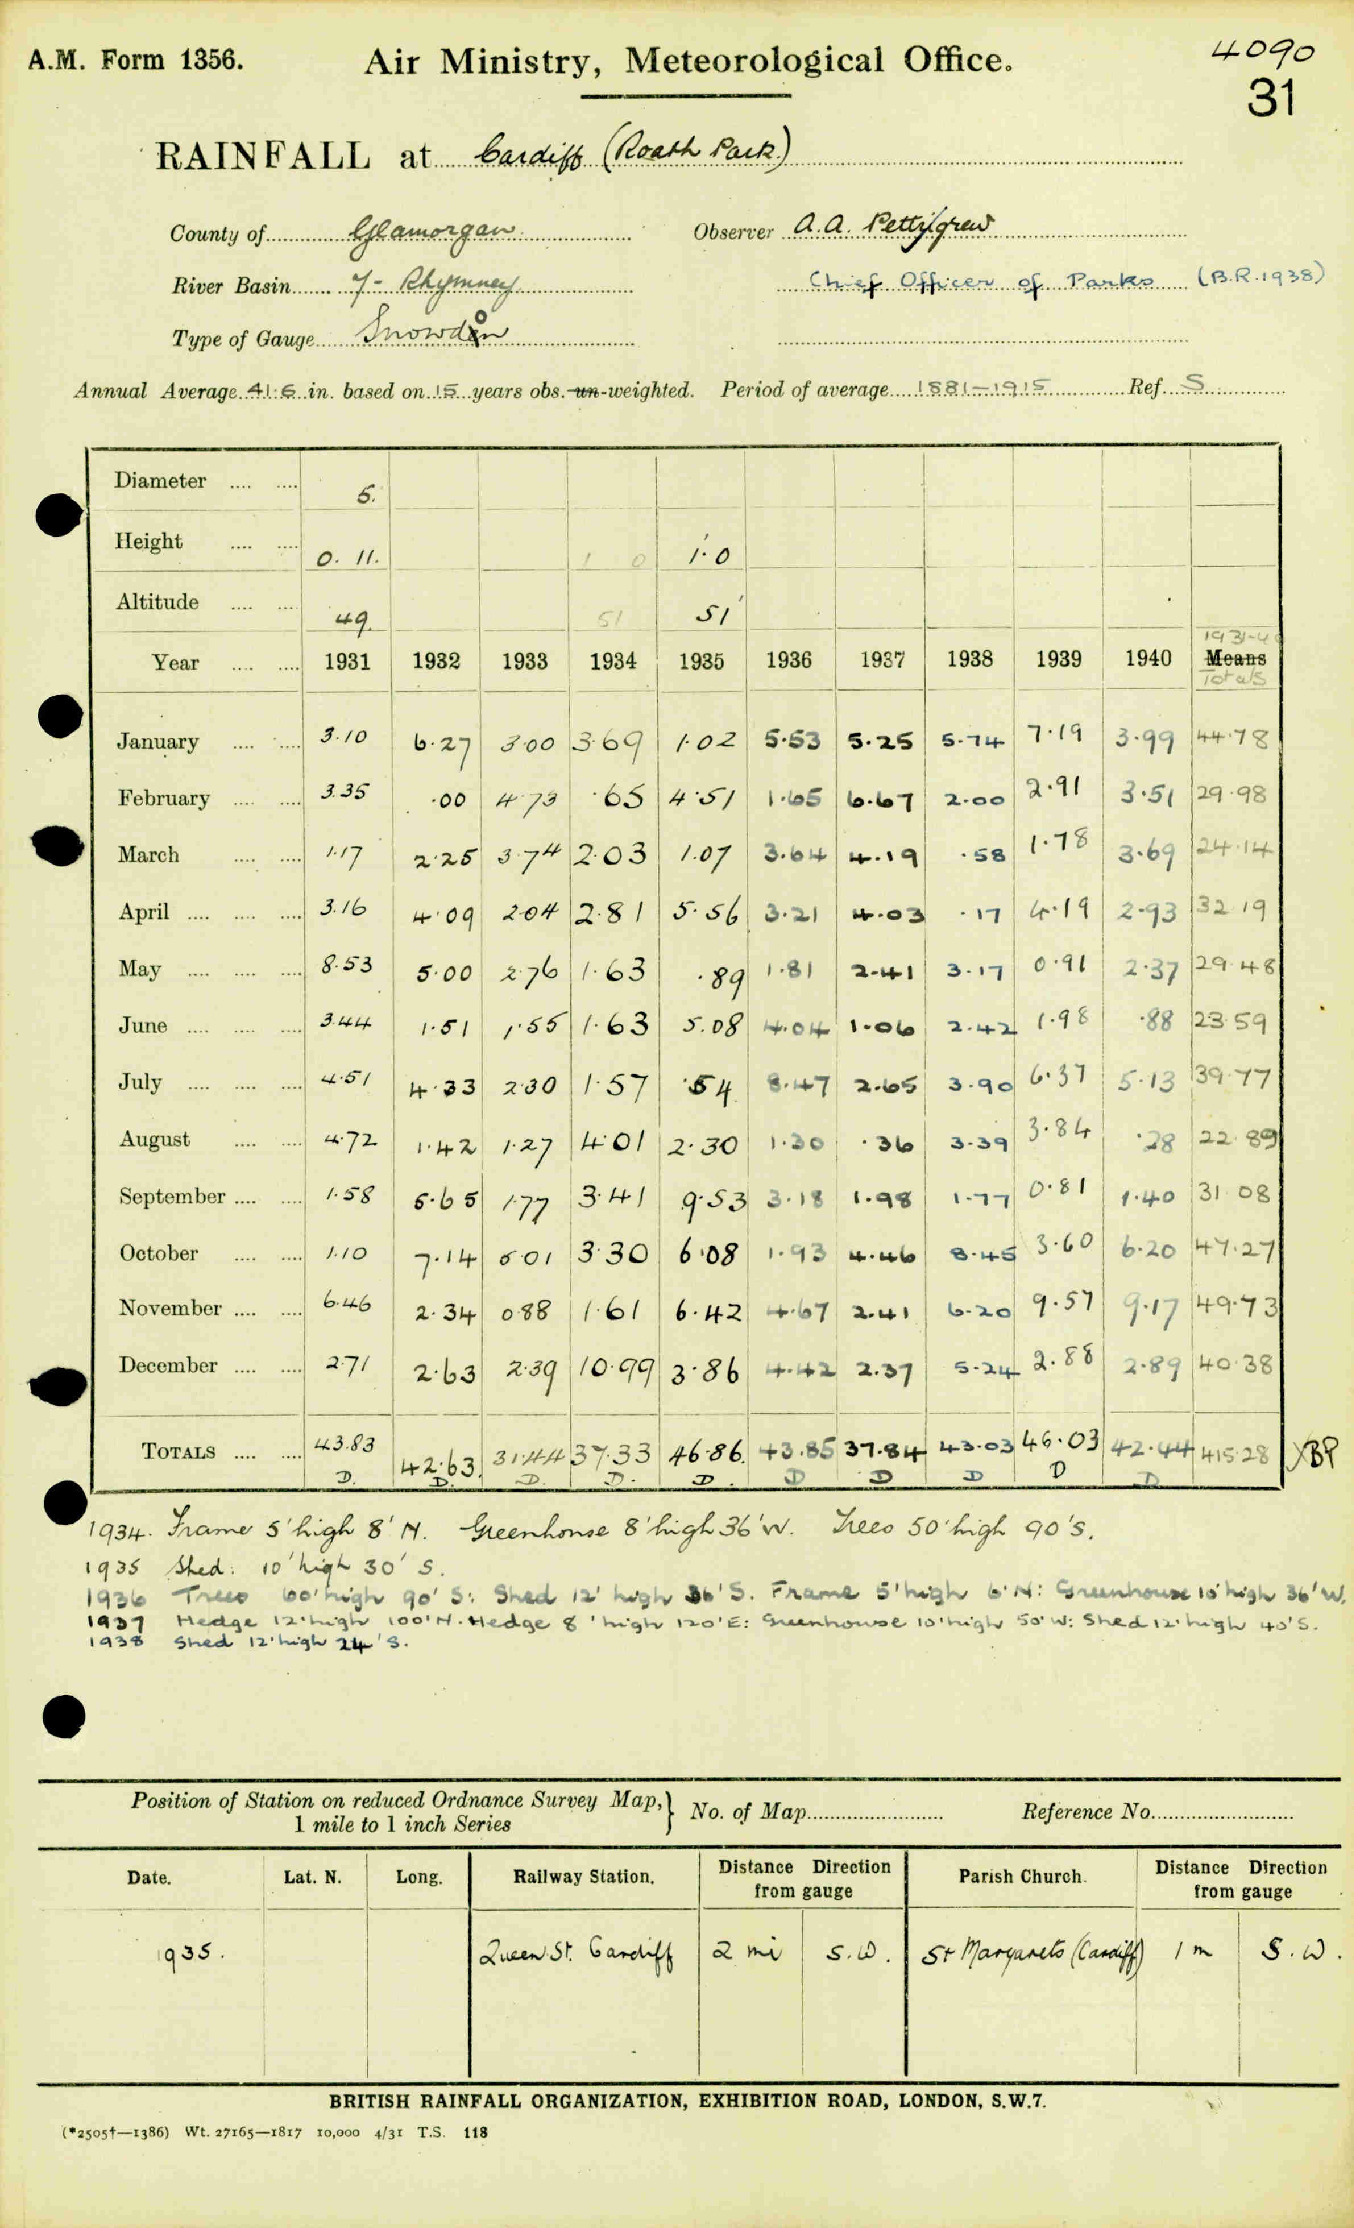 A.M. Form 1356.
Air Ministry, Meteorological Office.
4090
31
RAINFALL at Cardiff (Roath Park)
County of Glamorgan Observer A.A. Pettigrew
River Basin 7- Rhymney Chief Officer of Parks (B.R. 1938)
Type of Gauge Snowdon
Annual Average 41.6 in. based on 15 years obs. un-weighted. Period of average 1881-1915 Ref. S
Diameter 5.
Height 0. 11. 1 0 1.0
Altitude 49. 51 51'
1931-40
Year 1931 1932 1933 1934 1935 1936 1937 1938 1939 1940 Means
Totals
January 3.10 6.27 3.00 3.69 1.02 5.53 5.25 5.74 7.19 3.99 44.78
February 3.35 .00 4.73 .65 4.51 1.65 6.67 2.00 2.91 3.51 29.98
March 1.17 2.25 3.74 2.03 1.07 3.64 4.19 .58 1.78 3.69 24.14
April 3.16 4.09 2.04 2.81 5.56 3.21 4.03 .17 4.19 2.93 32.19
May 8.53 5.00 2.76 1.63 .89 1.81 2.41 3.17 0.91 2.37 29.48
June 3.44 1.51 1.55 1.63 5.08 4.04 1.06 2.42 1.98 .88 23.59
July 4.51 4.33 2.30 1.57 .54 8.47 2.65 3.90 6.37 5.13 39.77
August 4.72 1.42 1.27 4.01 2.30 1.30 .36 3.39 3.84 .28 22.89
September 1.58 5.65 1.77 3.41 9.53 3.18 1.98 1.77 0.81 1.40 31.08
October 1.10 7.14 5.01 3.30 6.08 1.93 4.46 8.45 3.60 6.20 47.27
November 6.46 2.34 0.88 1.61 6.42 4.67 2.41 6.20 9.57 9.17 49.73
December 2.71 2.63 2.39 10.99 3.86 4.42 2.37 5.24 2.88 2.89 40.38
TOTALS 43.83 42.63. 31.44 37.33 46.86. 43.85 37.84 43.03 46.03 42.44 415.28
D. D. D. D. D. D D D D D
1934. Frame 5' high 8' N. Greenhouse 8' high 36' W. Trees 50' high 90' S.
1935 Shed: 10' high 30' S.
1936 Trees 60' high 90' S: Shed 12' high 36' S. Frame 5' high 6' N: Greenhouse 10' high 36' W.
1937 Hedge 12' high 100' N. Hedge 8' high 120' E: Greenhouse 10' high 50' W: Shed 12' high 40' S.
1938 Shed 12' high 24' S.
Position of Station on reduced Ordnance Survey Map,
1 mile to 1 inch Series
No. of Map Reference No.
Date. Lat. N. Long. Railway Station. Distance Direction from gauge Parish Church. Distance Direction from gauge
1935. Queen St. Cardiff 2 mi S.W. St Margarets (Cardiff) 1 m S.W.
BRITISH RAINFALL ORGANIZATION, EXHIBITION ROAD, LONDON, S.W.7.
(*2505†—1386) Wt. 27165—1817 10,000 4/31 T.S. 118